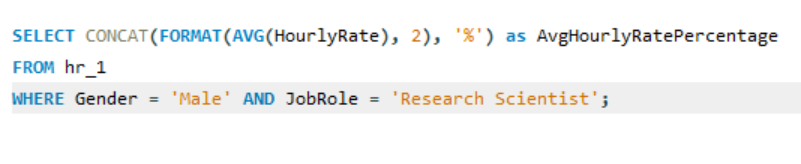 SELECT CONCAT(FORMAT(AVG(HourlyRate), 2), '%') as AvgHourlyRatePercentage
FROM hr_1
WHERE Gender = 'Male' AND JobRole = 'Research Scientist';